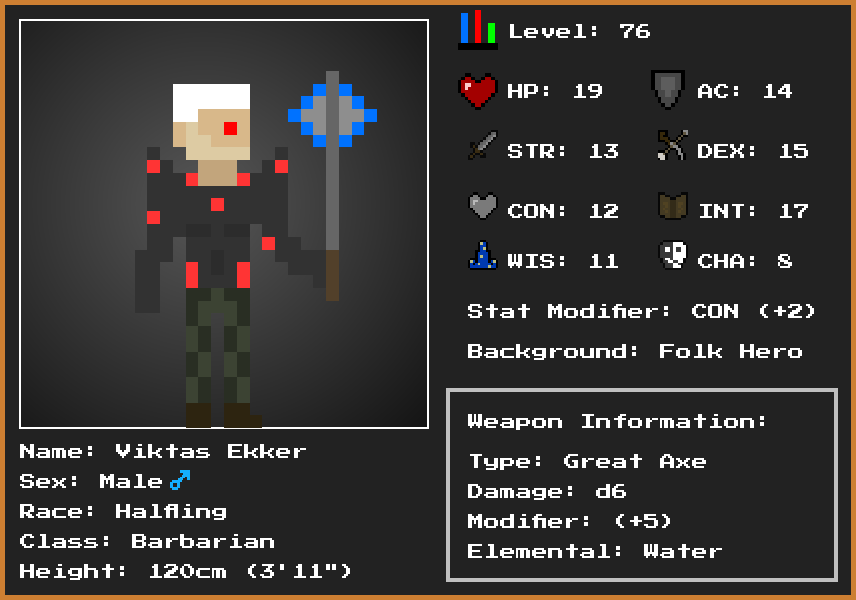 Level: 76
HP: 19 AC: 14
STR: 13 DEX: 15
CON: 12 INT: 17
WIS: 11 CHA: 8
Stat Modifier: CON (+2)
Background: Folk Hero
Weapon Information:
Type: Great Axe
Damage: d6
Modifier: (+5)
Elemental: Water
Name: Viktas Ekker
Sex: Male ♂
Race: Halfling
Class: Barbarian
Height: 120cm (3'11")